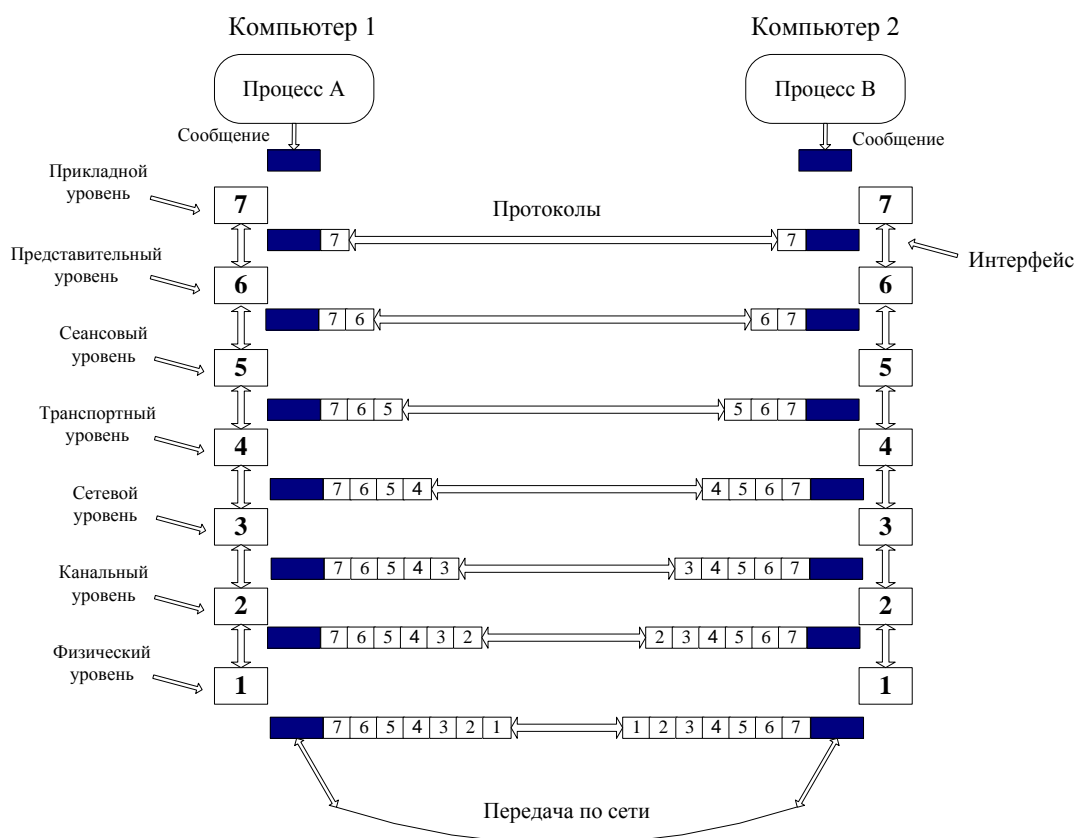 Компьютер 1
Компьютер 2
Процесс А
Процесс В
Сообщение
Сообщение
Прикладной
уровень
7
Протоколы
7
7
7
Интерфейс
Представительный
уровень
6
6
7 6
6 7
Сеансовый
уровень
5
5
7 6 5
5 6 7
Транспортный
уровень
4
4
7 6 5 4
4 5 6 7
Сетевой
уровень
3
3
7 6 5 4 3
3 4 5 6 7
Канальный
уровень
2
2
7 6 5 4 3 2
2 3 4 5 6 7
Физический
уровень
1
1
7 6 5 4 3 2 1
1 2 3 4 5 6 7
Передача по сети